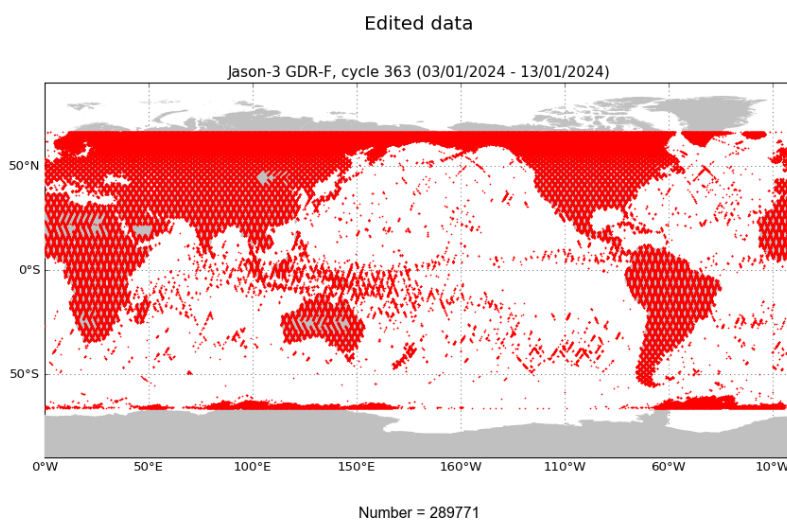 Edited data
Jason-3 GDR-F, cycle 363 (03/01/2024 - 13/01/2024)
50°N
0°S
50°S
0°W 50°E 100°E 150°E 160°W 110°W 60°W 10°W
Number = 289771